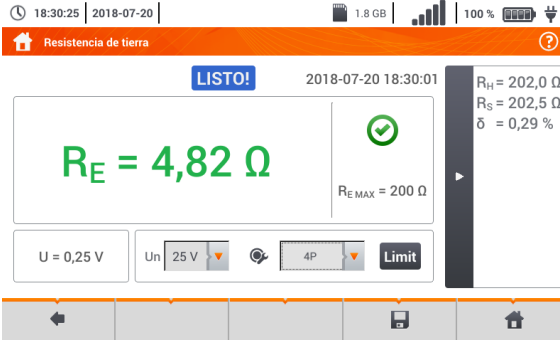 18:30:25 2018-07-20 1.8 GB 100 %
Resistencia de tierra ?
LISTO! 2018-07-20 18:30:01
RE = 4,82 Ω
RE MAX = 200 Ω
RH = 202,0 Ω
RS = 202,5 Ω
δ = 0,29 %
U = 0,25 V Un 25 V 4P Limit